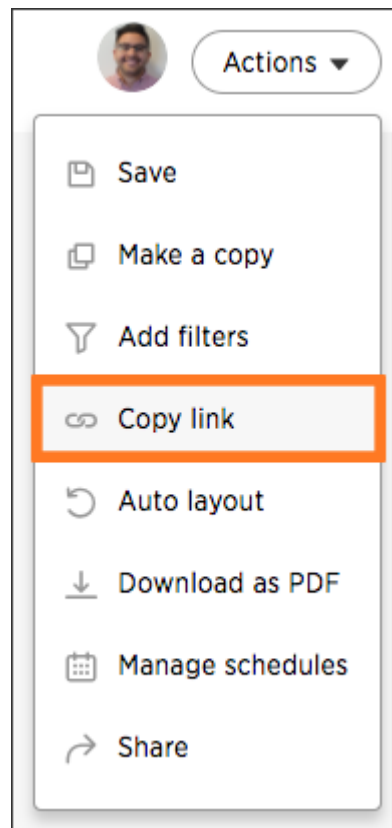 Actions
Save
Make a copy
Add filters
Copy link
Auto layout
Download as PDF
Manage schedules
Share